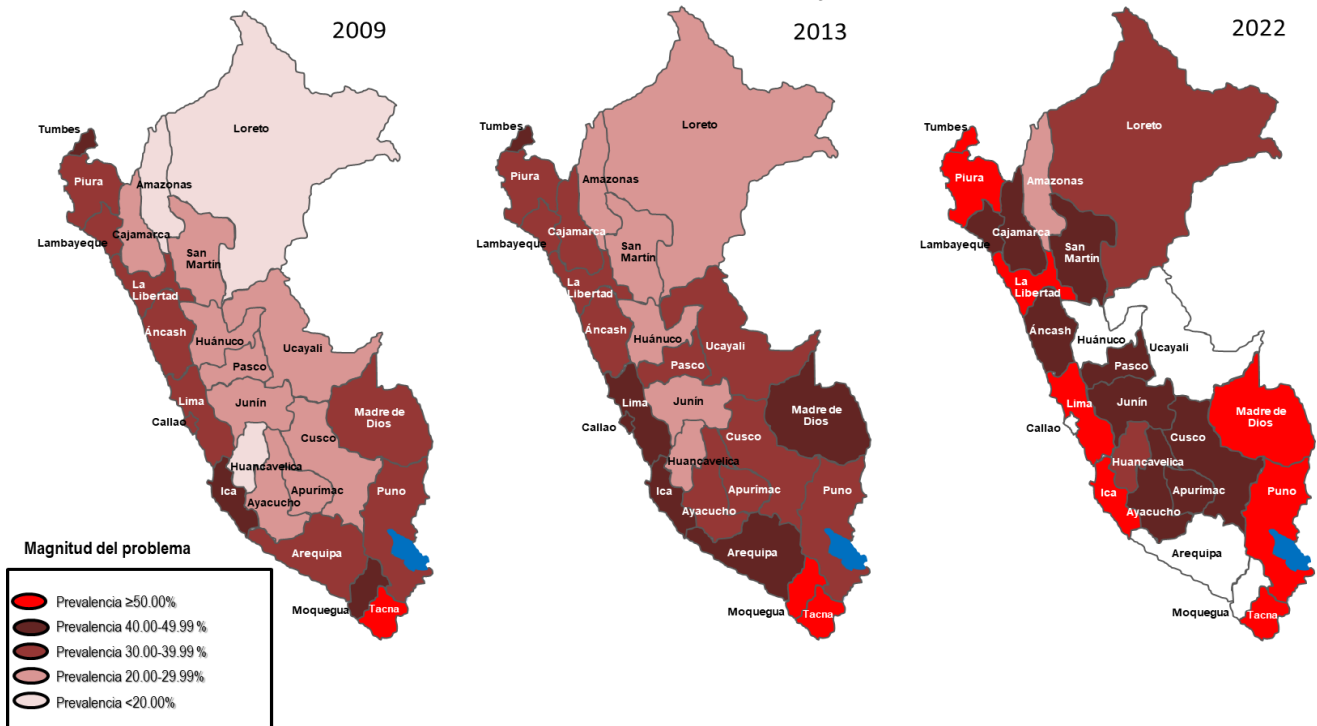 2009
Tumbes
Loreto
Piura
Amazonas
Lambayeque
Cajamarca
San
Martín
La
Libertad
Áncash
Huánuco
Ucayali
Pasco
Lima
Junín
Callao
Madre de
Dios
Cusco
Huancavelica
Ica
Apurimac
Ayacucho
Puno
Arequipa
Moquegua
Tacna
Magnitud del problema
Prevalencia ≥50.00%
Prevalencia 40.00-49.99 %
Prevalencia 30.00-39.99 %
Prevalencia 20.00-29.99%
Prevalencia <20.00%
2013
Tumbes
Loreto
Piura
Amazonas
Lambayeque
Cajamarca
San
Martín
La
Libertad
Áncash
Huánuco
Ucayali
Pasco
Lima
Junín
Callao
Madre de
Dios
Cusco
Huancavelica
Ica
Apurimac
Ayacucho
Puno
Arequipa
Moquegua
Tacna
2022
Tumbes
Loreto
Piura
Amazonas
Lambayeque
Cajamarca
San
Martín
La
Libertad
Áncash
Huánuco
Ucayali
Pasco
Lima
Junín
Callao
Madre de
Dios
Cusco
Huancavelica
Ica
Apurimac
Ayacucho
Puno
Arequipa
Moquegua
Tacna